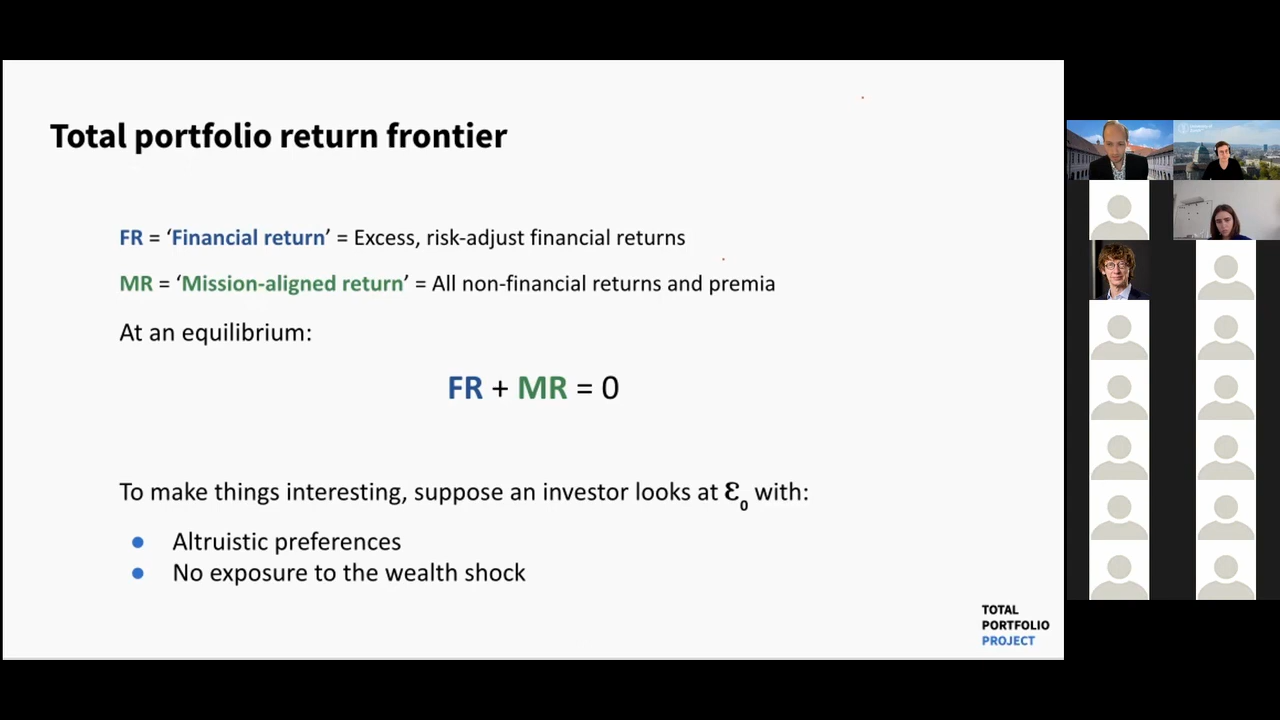 Total portfolio return frontier
FR = ‘Financial return’ = Excess, risk-adjust financial returns
MR = ‘Mission-aligned return’ = All non-financial returns and premia
At an equilibrium:
FR + MR = 0
To make things interesting, suppose an investor looks at Ɛ₀ with:
● Altruistic preferences
● No exposure to the wealth shock
TOTAL
PORTFOLIO
PROJECT